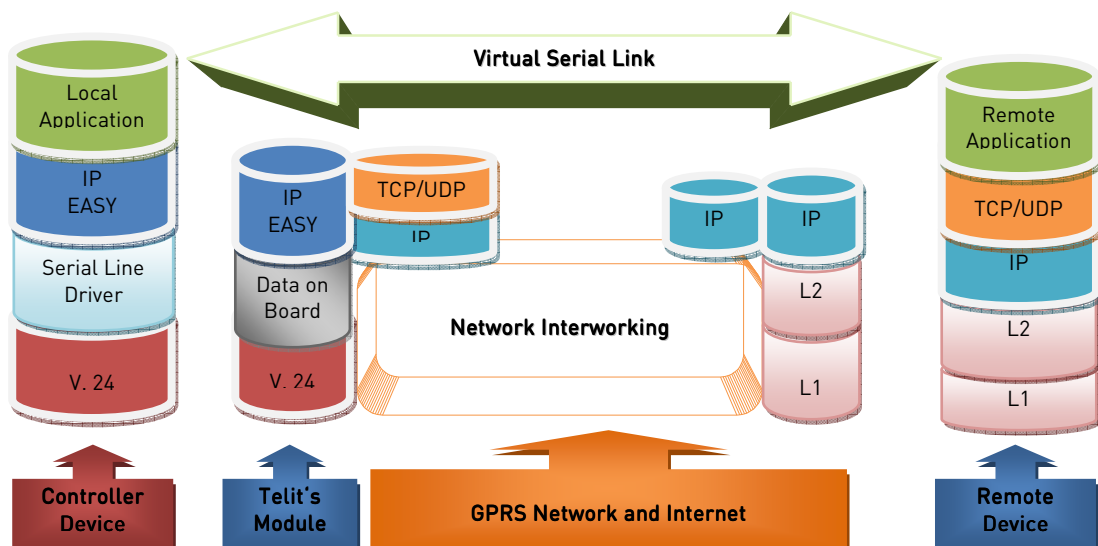 Virtual Serial Link
Local
Application
IP
EASY
Serial Line
Driver
V. 24
IP
EASY
Data on
Board
V. 24
TCP/UDP
IP
Network Interworking
IP
IP
L2
L1
Remote
Application
TCP/UDP
IP
L2
L1
Controller
Device
Telit's
Module
GPRS Network and Internet
Remote
Device